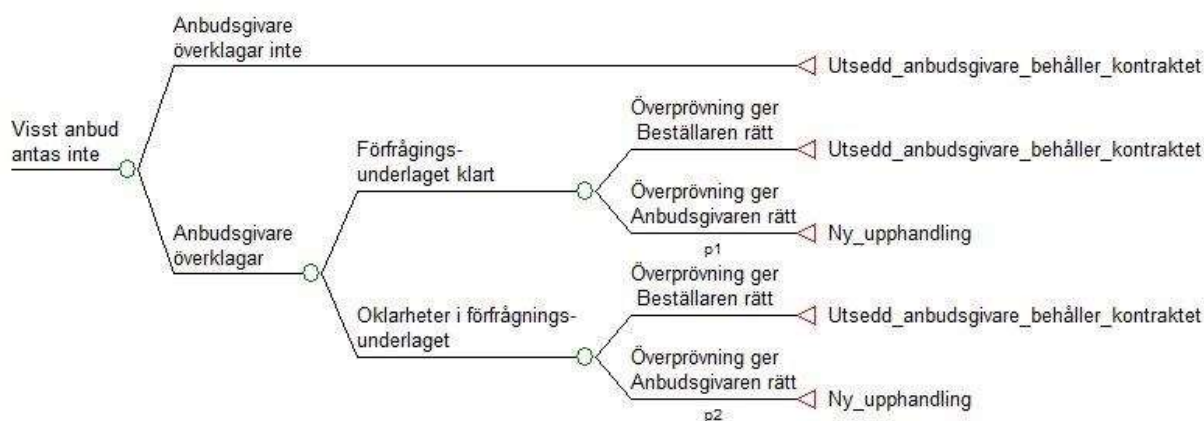 Anbudsgivare
överklagar inte
Utsedd_anbudsgivare_behåller_kontraktet
Visst anbud
antas inte
Förfrågings-
underlaget klart
Överprövning ger
Beställaren rätt
Utsedd_anbudsgivare_behåller_kontraktet
Överprövning ger
Anbudsgivaren rätt
p1
Ny_upphandling
Anbudsgivare
överklagar
Oklarheter i förfrågnings-
underlaget
Överprövning ger
Beställaren rätt
Utsedd_anbudsgivare_behåller_kontraktet
Överprövning ger
Anbudsgivaren rätt
p2
Ny_upphandling